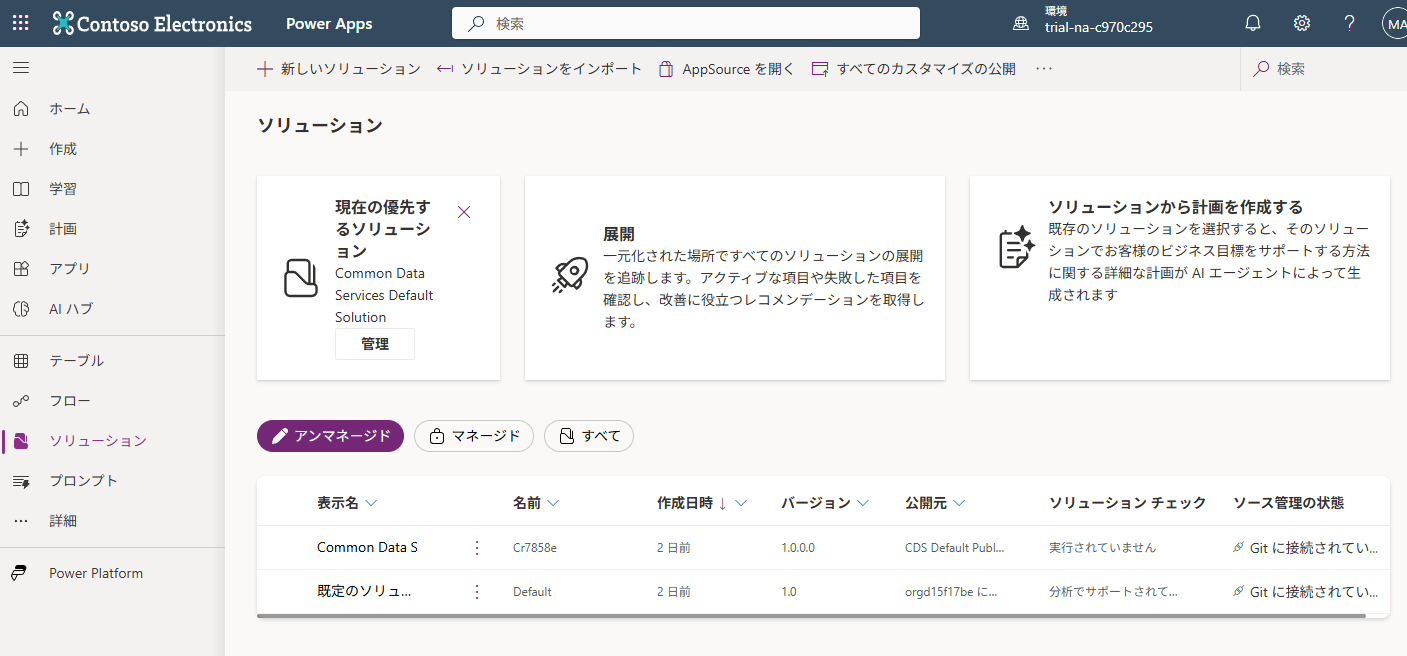 Contoso Electronics
Power Apps
検索
環境
trial-na-c970c295
MA
新しいソリューション
ソリューションをインポート
AppSource を開く
すべてのカスタマイズの公開
検索
ホーム
作成
学習
計画
アプリ
AI ハブ
テーブル
フロー
ソリューション
プロンプト
詳細
Power Platform
ソリューション
現在の優先す
るソリューシ
ョン
Common Data
Services Default
Solution
管理
展開
一元化された場所ですべてのソリューションの展開
を追跡します。アクティブな項目や失敗した項目を
確認し、改善に役立つレコメンデーションを取得し
ます。
ソリューションから計画を作成する
既存のソリューションを選択すると、そのソリュー
ションでお客様のビジネス目標をサポートする方法
に関する詳細な計画が AI エージェントによって生
成されます
アンマネージド
マネージド
すべて
表示名 名前 作成日時 ↓ バージョン 公開元 ソリューション チェック ソース管理の状態
Common Data S Cr7858e 2 日前 1.0.0.0 CDS Default Publ... 実行されていません Git に接続されてい...
既定のソリュ... Default 2 日前 1.0 orgd15f17be に... 分析でサポートされて... Git に接続されてい...